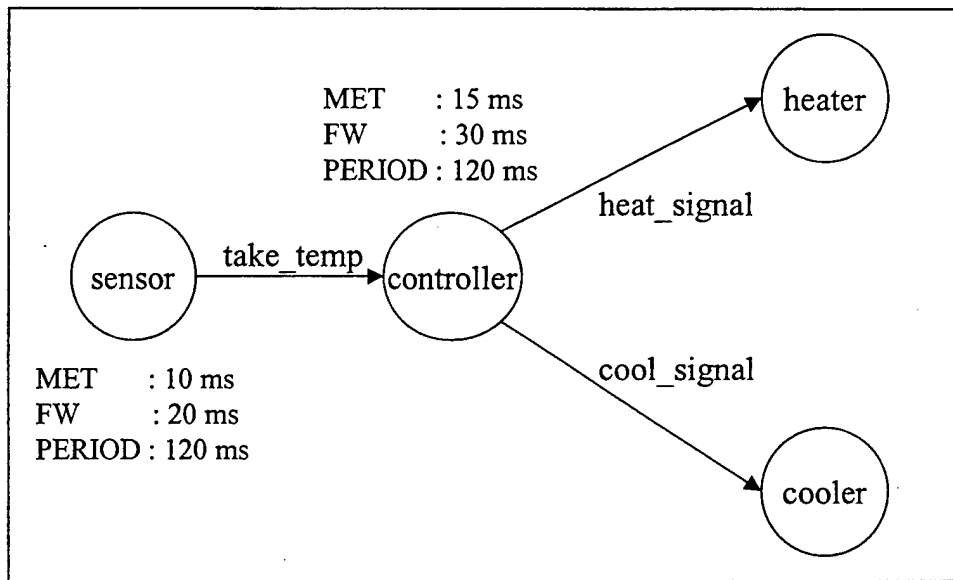 MET : 15 ms
FW : 30 ms
PERIOD : 120 ms
heater
heat_signal
sensor
take_temp
controller
MET : 10 ms
FW : 20 ms
PERIOD : 120 ms
cool_signal
cooler